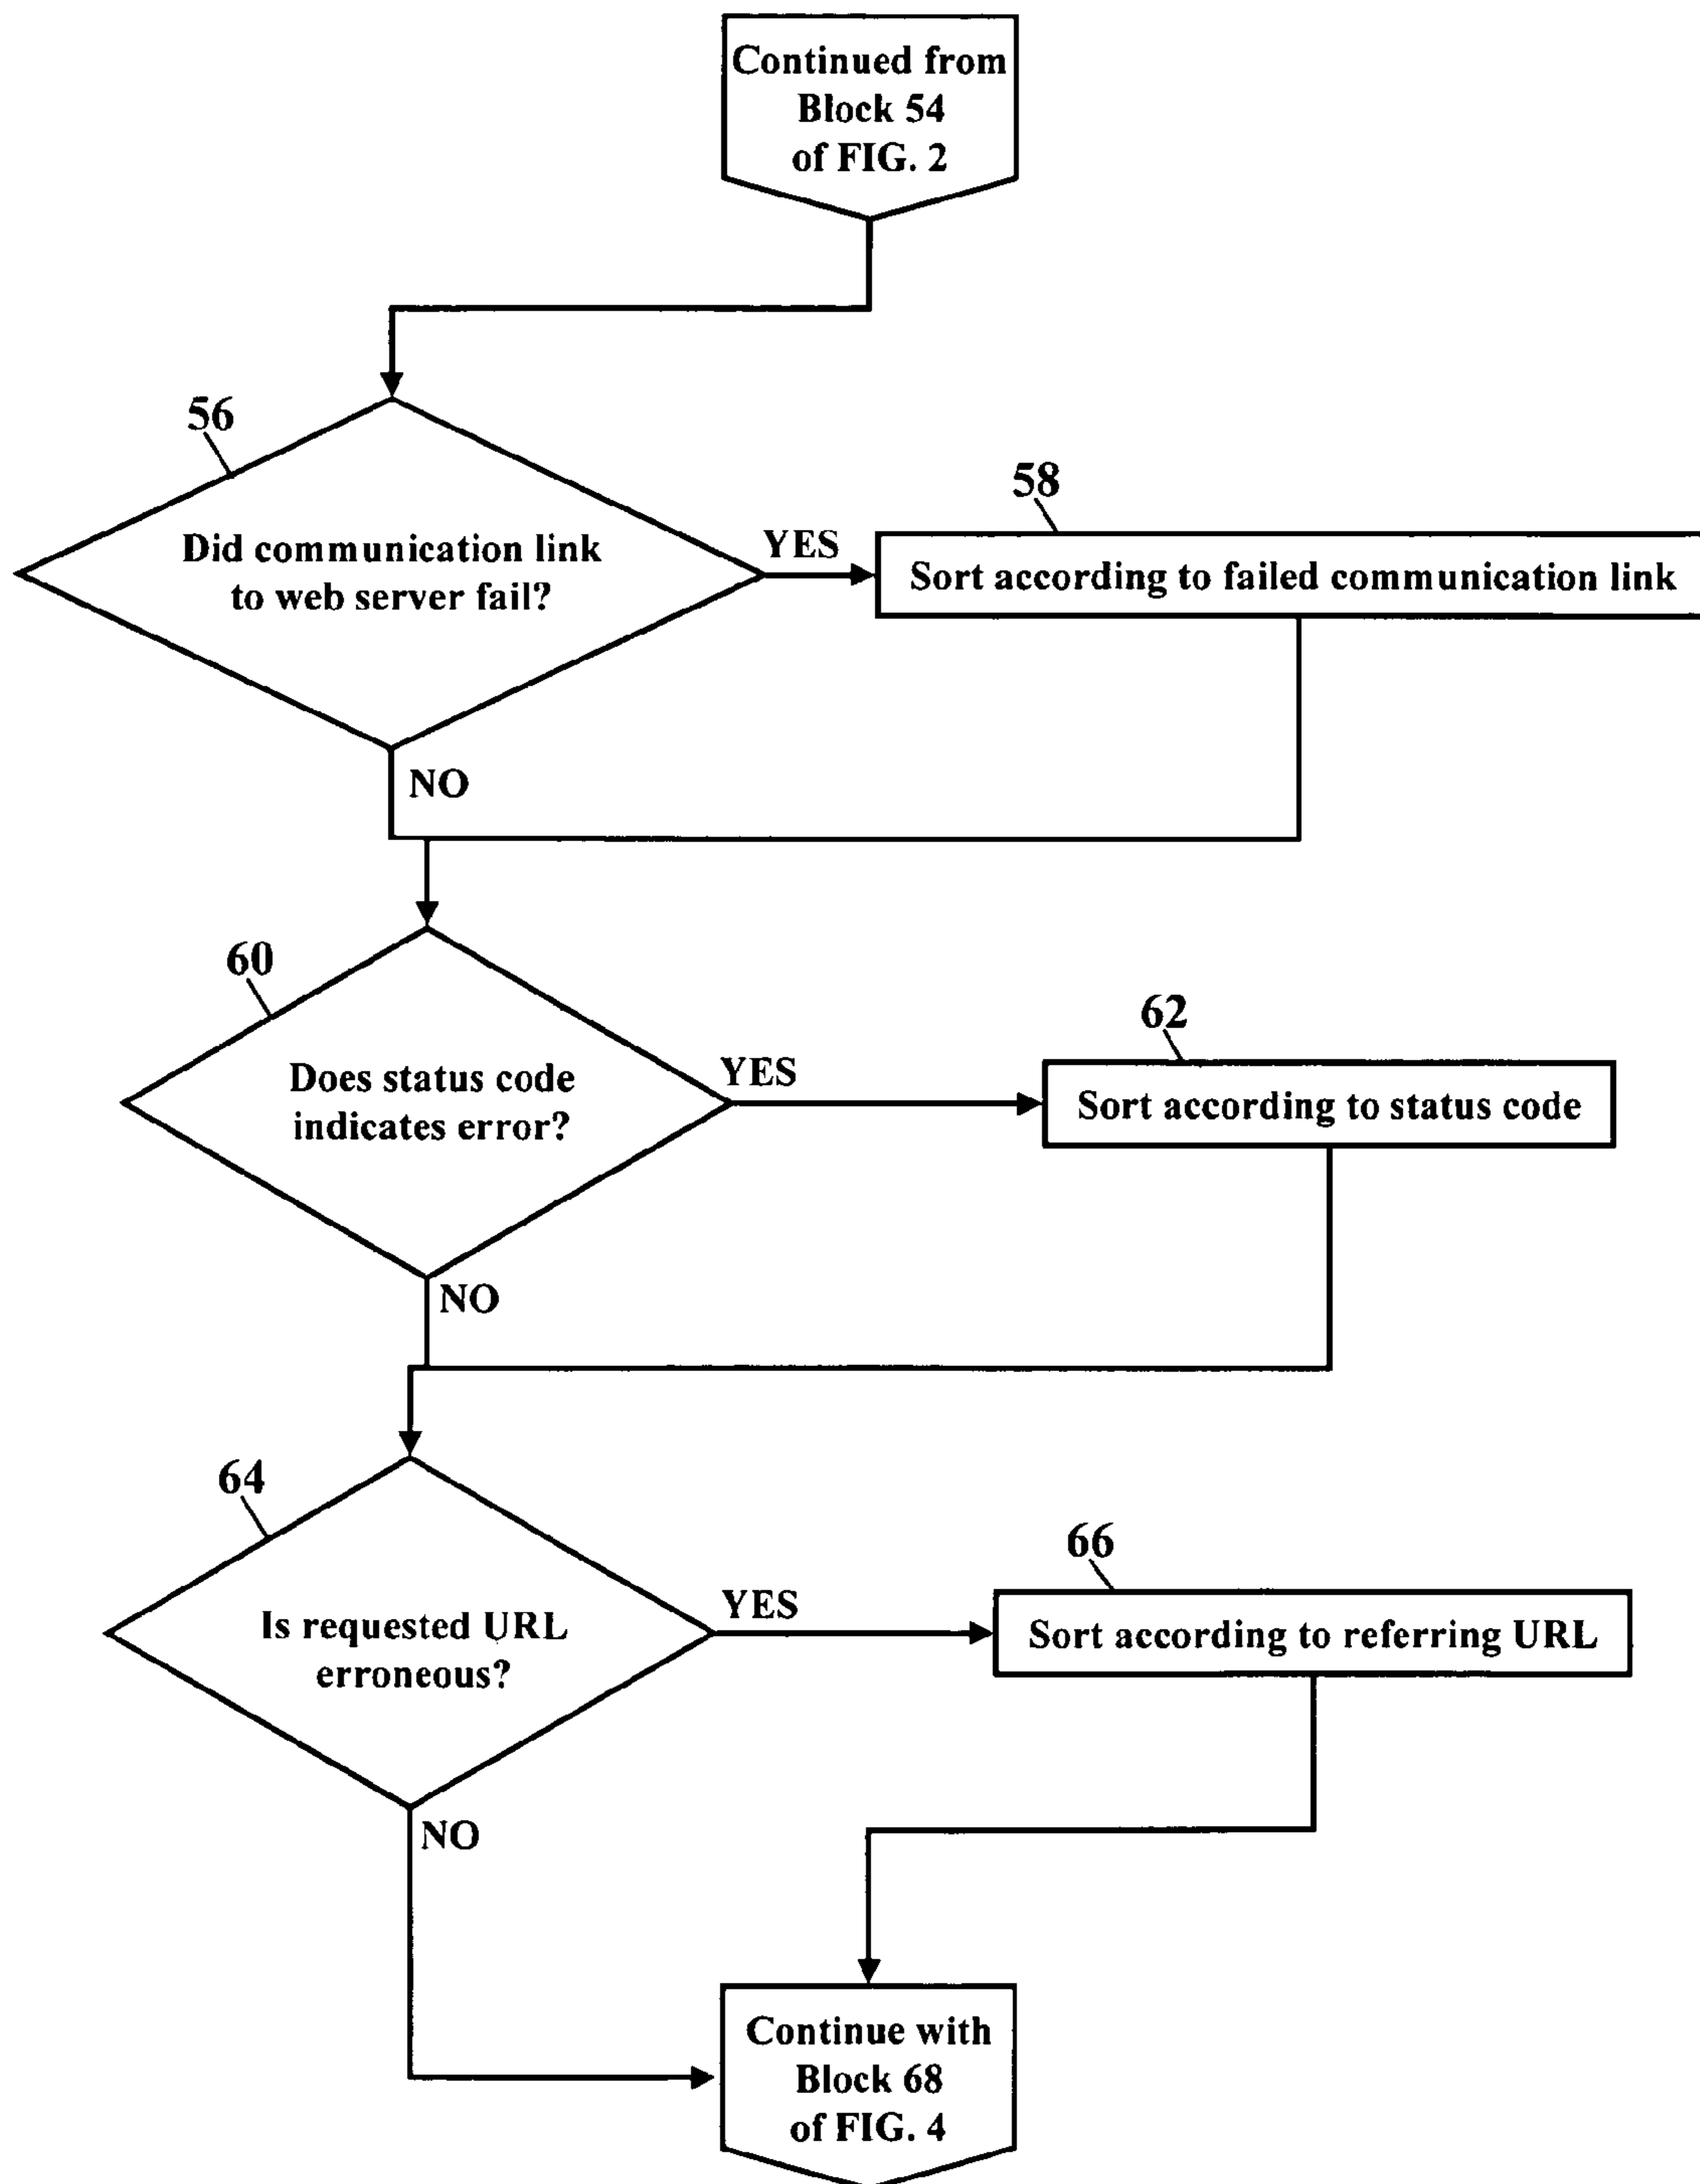 Continued from
Block 54
of FIG. 2
56
Did communication link
to web server fail?
YES
58
Sort according to failed communication link
NO
60
Does status code
indicates error?
YES
62
Sort according to status code
NO
64
Is requested URL
erroneous?
YES
66
Sort according to referring URL
NO
Continue with
Block 68
of FIG. 4